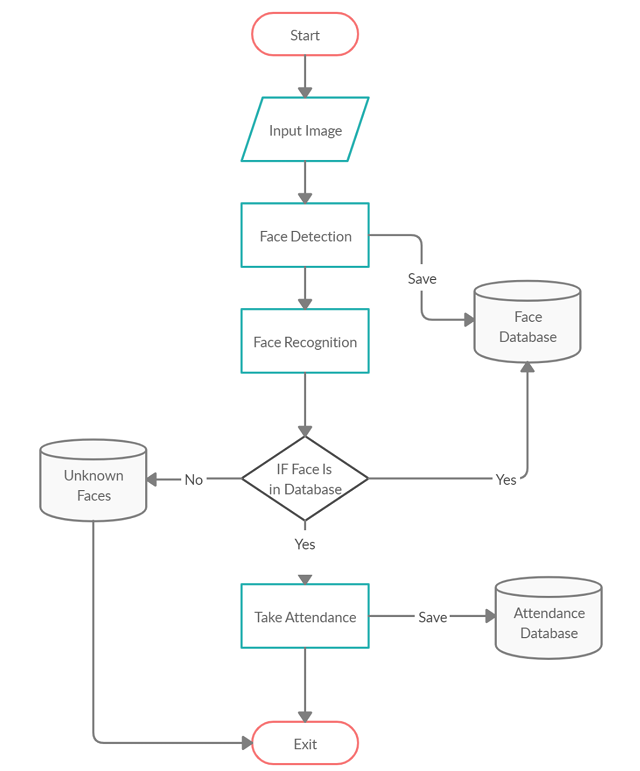 Start
Input Image
Face Detection
Save
Face
Database
Face Recognition
IF Face Is
in Database
No
Unknown
Faces
Yes
Yes
Take Attendance
Save
Attendance
Database
Exit